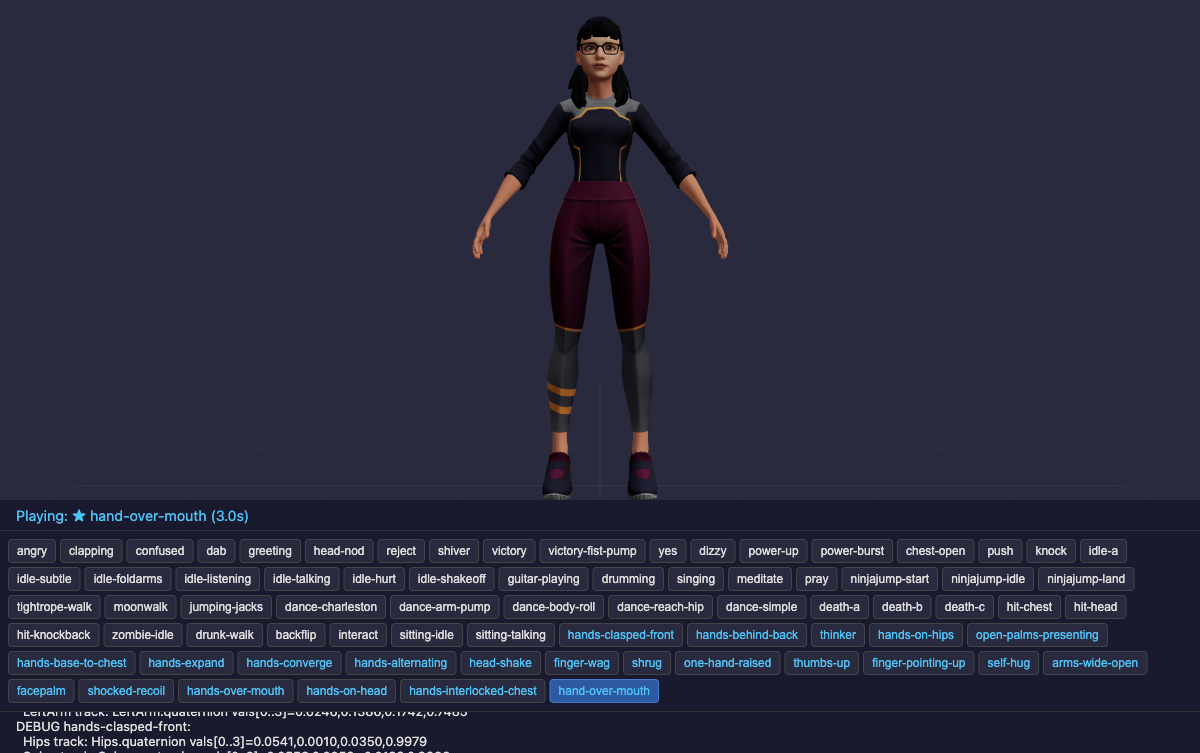 Playing: ★ hand-over-mouth (3.0s)
angry clapping confused dab greeting head-nod reject shiver victory victory-fist-pump yes dizzy power-up power-burst chest-open push knock idle-a
idle-subtle idle-foldarms idle-listening idle-talking idle-hurt idle-shakeoff guitar-playing drumming singing meditate pray ninjajump-start ninjajump-idle ninjajump-land
tightrope-walk moonwalk jumping-jacks dance-charleston dance-arm-pump dance-body-roll dance-reach-hip dance-simple death-a death-b death-c hit-chest hit-head
hit-knockback zombie-idle drunk-walk backflip interact sitting-idle sitting-talking hands-clasped-front hands-behind-back thinker hands-on-hips open-palms-presenting
hands-base-to-chest hands-expand hands-converge hands-alternating head-shake finger-wag shrug one-hand-raised thumbs-up finger-pointing-up self-hug arms-wide-open
facepalm shocked-recoil hands-over-mouth hands-on-head hands-interlocked-chest hand-over-mouth
LeftArm track: LeftArm.quaternion vals[0..3]=
DEBUG hands-clasped-front:
Hips track: Hips.quaternion vals[0..3]=0.0541,0.0010,0.0350,0.9979